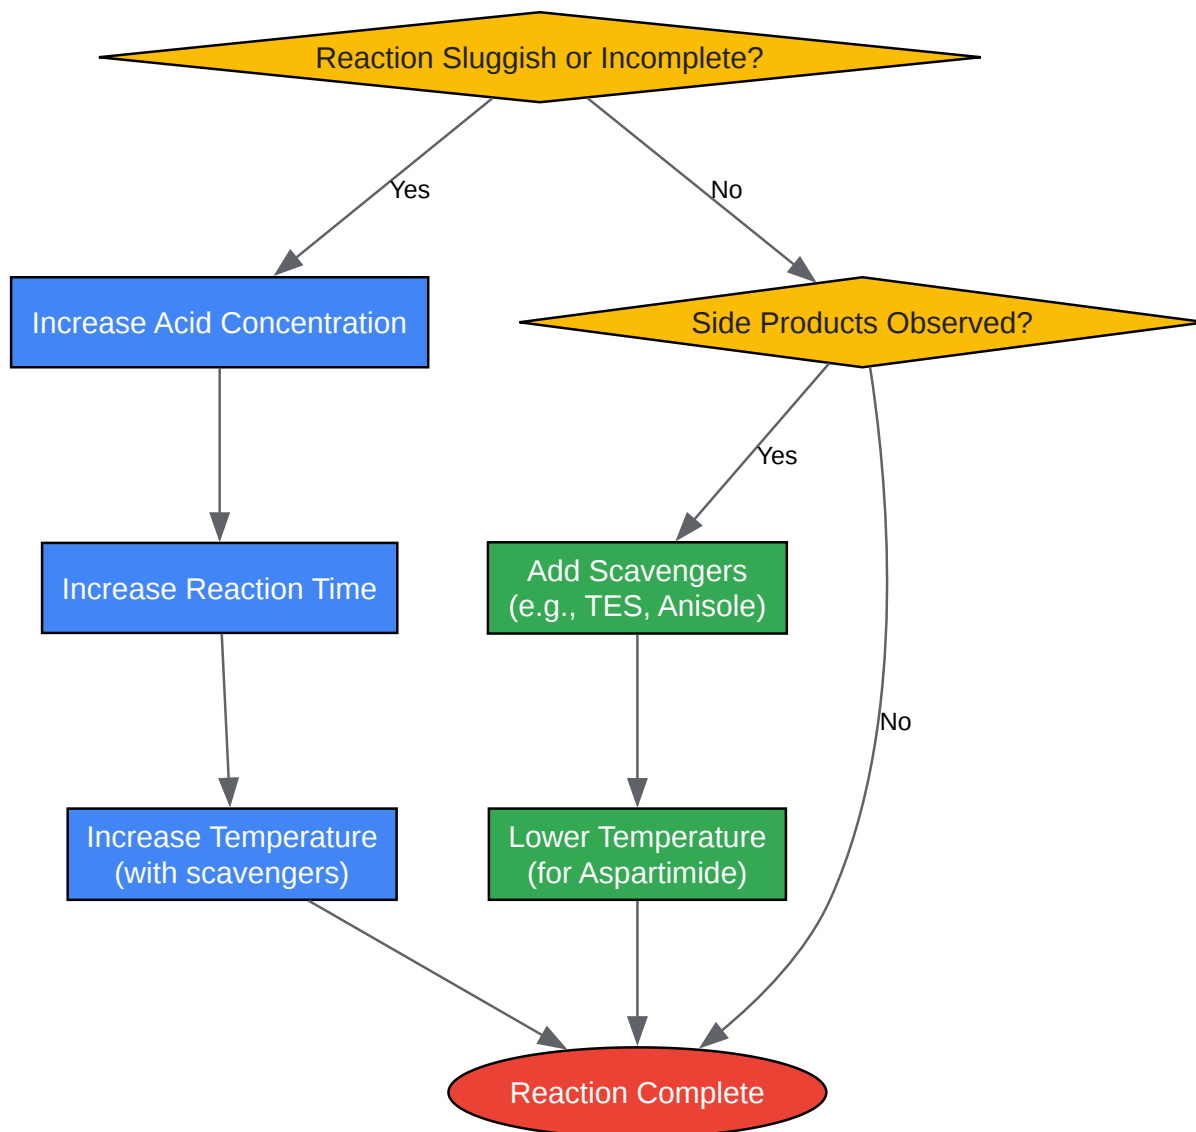 Reaction Sluggish or Incomplete?
Yes
No
Increase Acid Concentration
Side Products Observed?
Yes
Increase Reaction Time
Add Scavengers
(e.g., TES, Anisole)
No
Increase Temperature
(with scavengers)
Lower Temperature
(for Aspartimide)
Reaction Complete